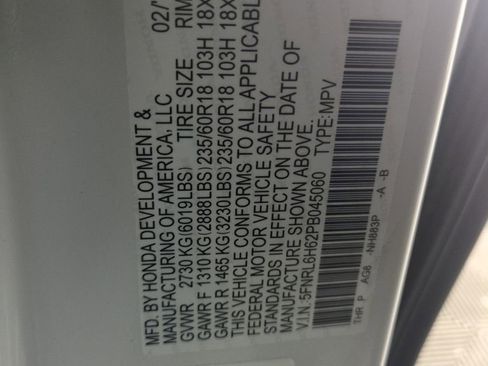 MFD. BY HONDA DEVELOPMENT & 02/
MANUFACTURING OF AMERICA, LLC
GVWR 2730 KG(6019LBS) TIRE SIZE RIM
GAWR F 1310 KG(2888LBS)235/60R18 103H 18X
GAWR R 1465 KG(3230LBS)235/60R18 103H 18X
THIS VEHICLE CONFORMS TO ALL APPLICABLE
FEDERAL MOTOR VEHICLE SAFETY
STANDARDS IN EFFECT ON THE DATE OF
MANUFACTURE SHOWN ABOVE.
V.I.N.:5FNRL6H62PB045060 TYPE:MPV
THR P AG8 -NH883P -A -B